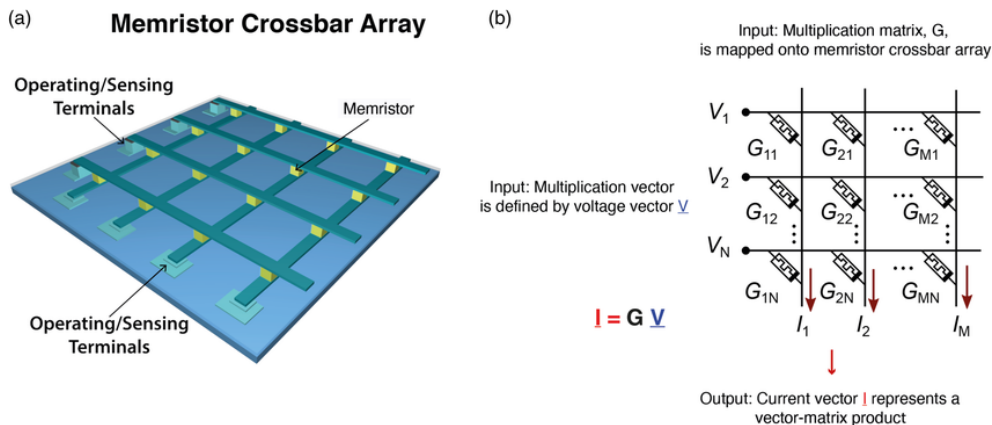 (a)
Memristor Crossbar Array
Operating/Sensing
Terminals
Memristor
Operating/Sensing
Terminals
(b)
Input: Multiplication matrix, G,
is mapped onto memristor crossbar array
Input: Multiplication vector
is defined by voltage vector V
I = G V
V1
G11 G21 ... GM1
V2
G12 G22 ... GM2
VN
G1N G2N ... GMN
I1 I2 IM
Output: Current vector I represents a
vector-matrix product